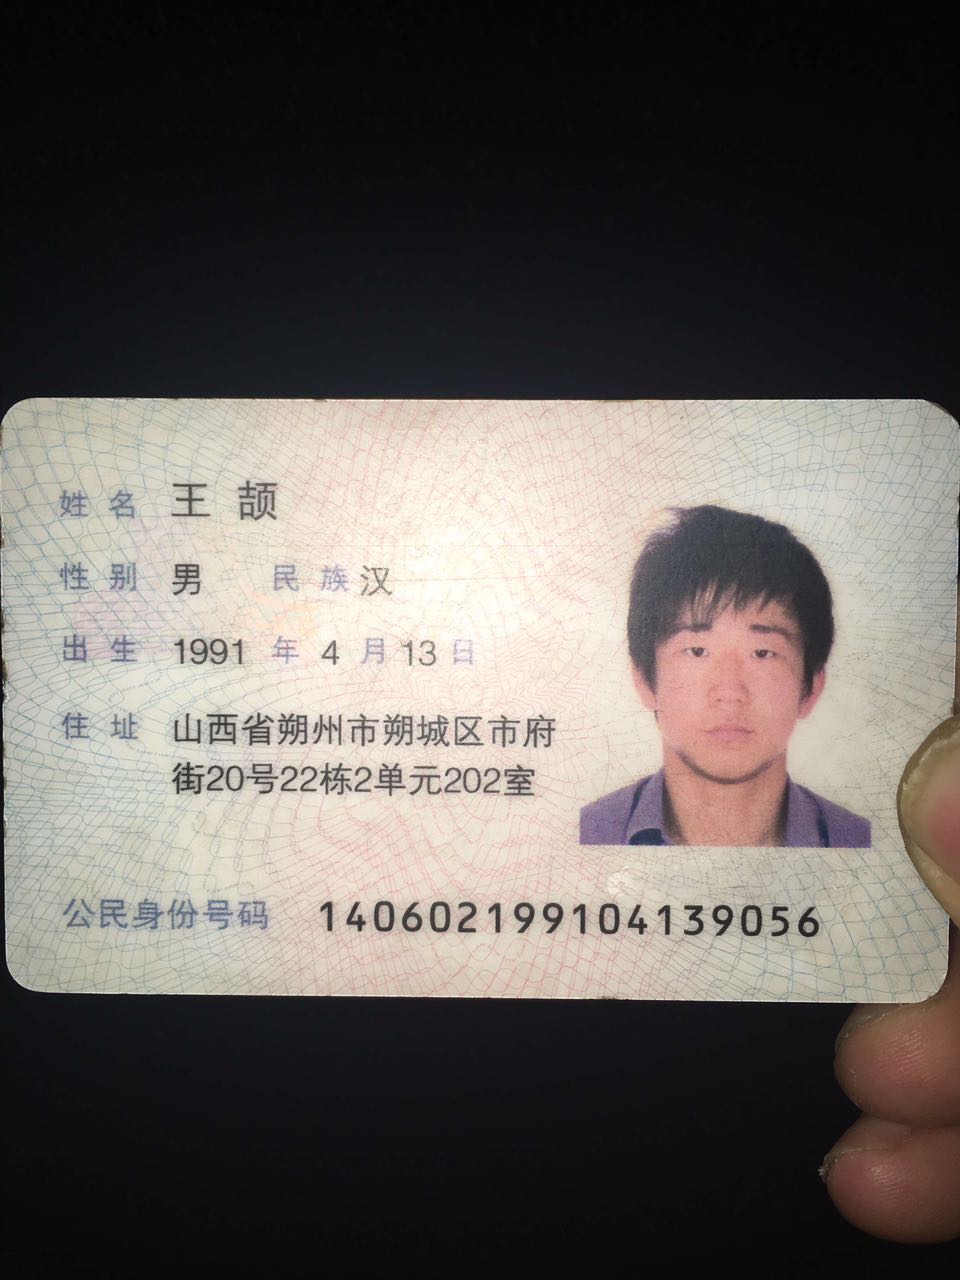 姓名 王颉
性别 男 民族 汉
出生 1991 年 4 月 13 日
住址 山西省朔州市朔城区市府
街20号22栋2单元202室
公民身份号码 140602199104139056